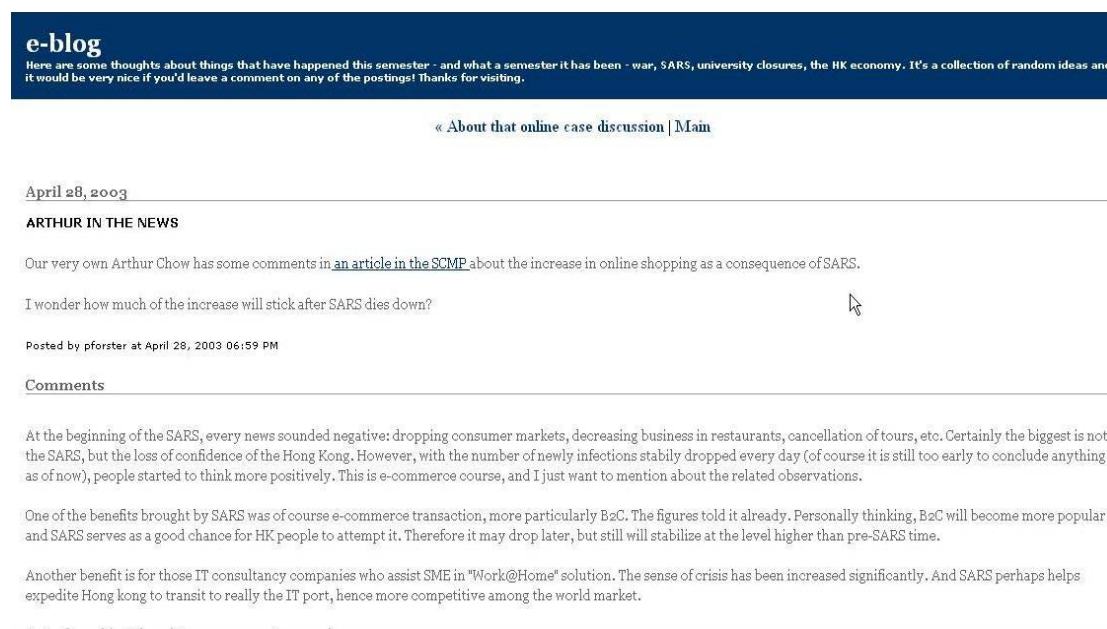 e-blog
Here are some thoughts about things that have happened this semester - and what a semester it has been - war, SARS, university closures, the HK economy. It's a collection of random ideas and
it would be very nice if you'd leave a comment on any of the postings! Thanks for visiting.
« About that online case discussion | Main
April 28, 2003
ARTHUR IN THE NEWS
Our very own Arthur Chow has some comments in an article in the SCMP about the increase in online shopping as a consequence of SARS.
I wonder how much of the increase will stick after SARS dies down?
Posted by pforster at April 28, 2003 06:59 PM
Comments
At the beginning of the SARS, every news sounded negative: dropping consumer markets, decreasing business in restaurants, cancellation of tours, etc. Certainly the biggest is not
the SARS, but the loss of confidence of the Hong Kong. However, with the number of newly infections stabily dropped every day (of course it is still too early to conclude anything
as of now), people started to think more positively. This is e-commerce course, and I just want to mention about the related observations.
One of the benefits brought by SARS was of course e-commerce transaction, more particularly B2C. The figures told it already. Personally thinking, B2C will become more popular
and SARS serves as a good chance for HK people to attempt it. Therefore it may drop later, but still will stabilize at the level higher than pre-SARS time.
Another benefit is for those IT consultancy companies who assist SME in "Work@Home" solution. The sense of crisis has been increased significantly. And SARS perhaps helps
expedite Hong kong to transit to really the IT port, hence more competitive among the world market.